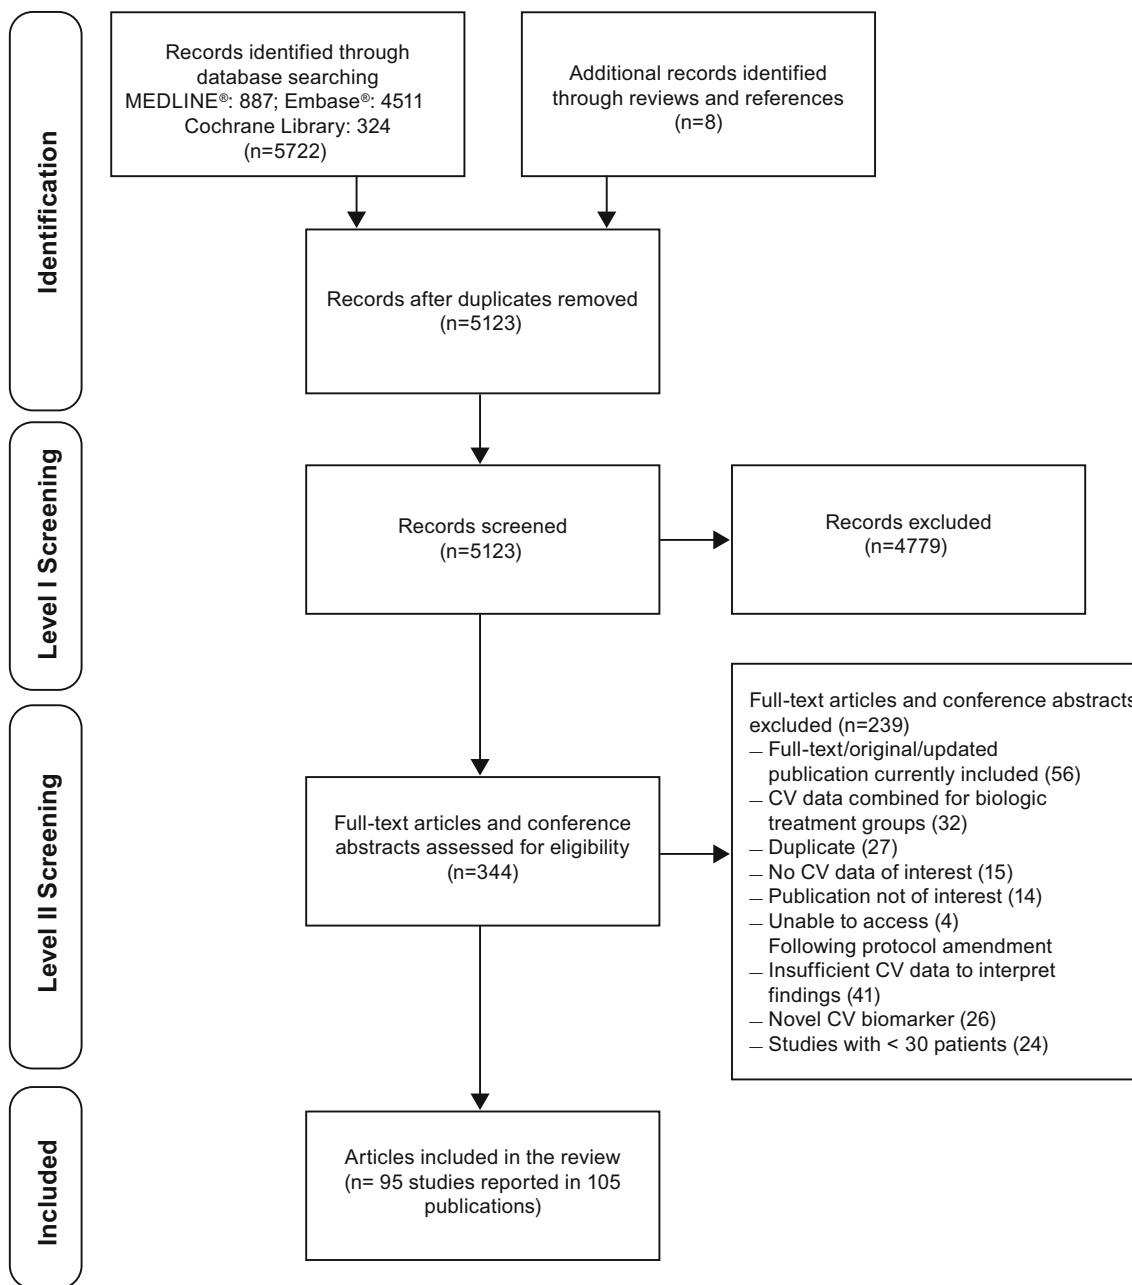 Identification
Records identified through
database searching
MEDLINE®: 887; Embase®: 4511
Cochrane Library: 324
(n=5722)
Additional records identified
through reviews and references
(n=8)
Records after duplicates removed
(n=5123)
Level I Screening
Records screened
(n=5123)
Records excluded
(n=4779)
Level II Screening
Full-text articles and conference
abstracts assessed for eligibility
(n=344)
Full-text articles and conference abstracts
excluded (n=239)
— Full-text/original/updated
publication currently included (56)
— CV data combined for biologic
treatment groups (32)
— Duplicate (27)
— No CV data of interest (15)
— Publication not of interest (14)
— Unable to access (4)
Following protocol amendment
— Insufficient CV data to interpret
findings (41)
— Novel CV biomarker (26)
— Studies with < 30 patients (24)
Included
Articles included in the review
(n= 95 studies reported in 105
publications)